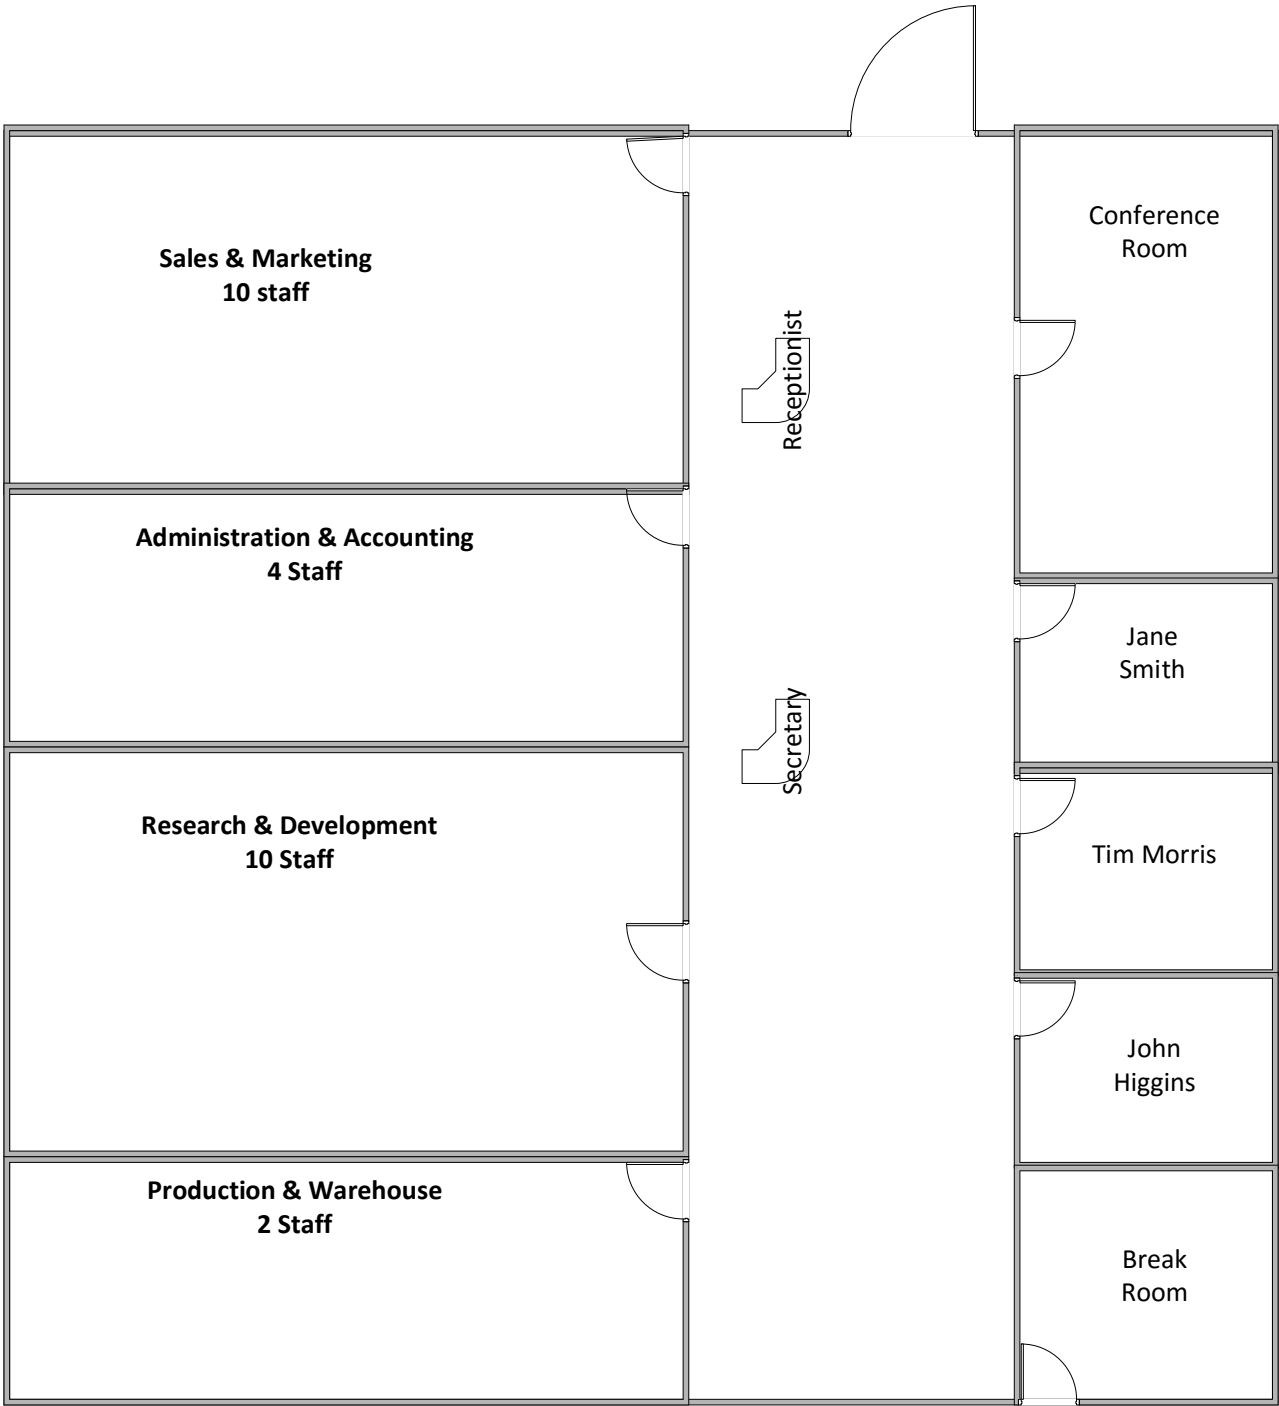 Sales & Marketing
10 staff
Administration & Accounting
4 Staff
Research & Development
10 Staff
Production & Warehouse
2 Staff
Receptionist
Secretary
Conference
Room
Jane
Smith
Tim Morris
John
Higgins
Break
Room